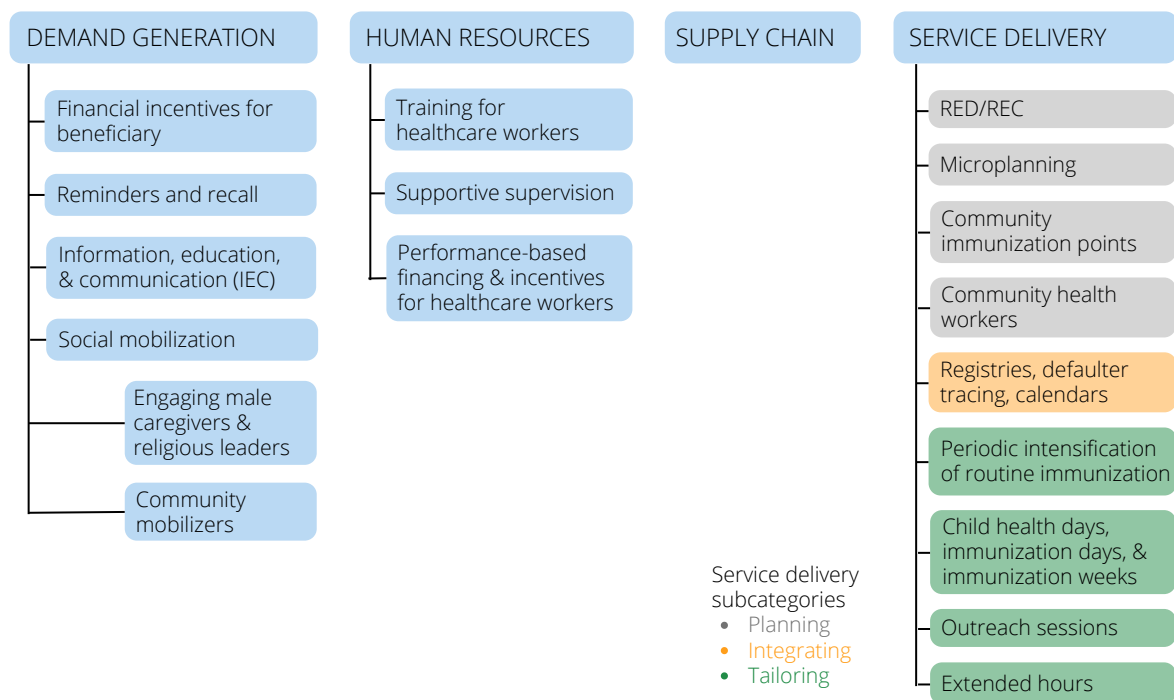 DEMAND GENERATION
Financial incentives for
beneficiary
Reminders and recall
Information, education,
& communication (IEC)
Social mobilization
Engaging male
caregivers &
religious leaders
Community
mobilizers
HUMAN RESOURCES
Training for
healthcare workers
Supportive supervision
Performance-based
financing & incentives
for healthcare workers
SUPPLY CHAIN
SERVICE DELIVERY
RED/REC
Microplanning
Community
immunization points
Community health
workers
Registries, defaulter
tracing, calendars
Periodic intensification
of routine immunization
Child health days,
immunization days, &
immunization weeks
Outreach sessions
Extended hours
Service delivery
subcategories
• Planning
• Integrating
• Tailoring